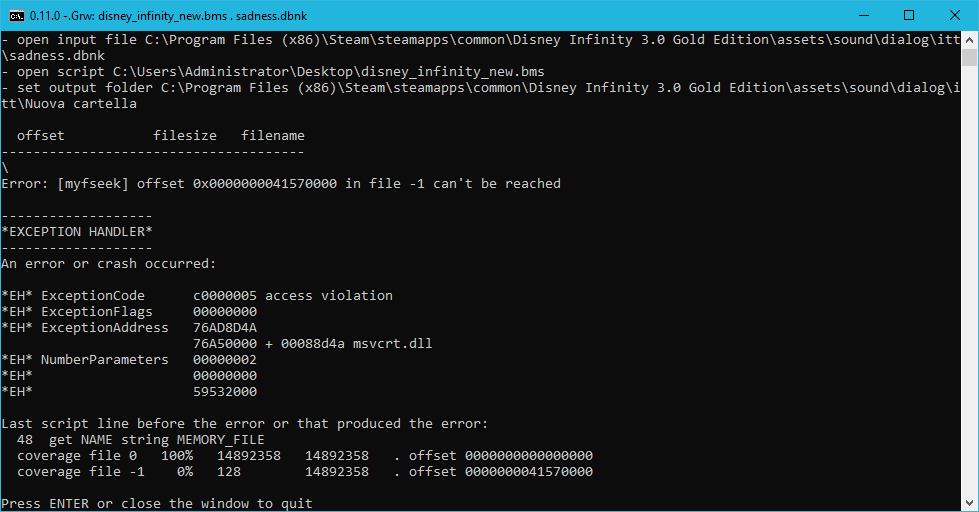 0.11.0 -.Grw: disney_infinity_new.bms . sadness.dbnk
- open input file C:\Program Files (x86)\Steam\steamapps\common\Disney Infinity 3.0 Gold Edition\assets\sound\dialog\itt
\sadness.dbnk
- open script C:\Users\Administrator\Desktop\disney_infinity_new.bms
- set output folder C:\Program Files (x86)\Steam\steamapps\common\Disney Infinity 3.0 Gold Edition\assets\sound\dialog\i
tt\Nuova cartella
  offset           filesize   filename
--------------------------------------
\
Error: [myfseek] offset 0x0000000041570000 in file -1 can't be reached
-------------------
*EXCEPTION HANDLER*
-------------------
An error or crash occurred:
*EH* ExceptionCode      c0000005 access violation
*EH* ExceptionFlags     00000000
*EH* ExceptionAddress   76AD8D4A
                        76A50000 + 00088d4a msvcrt.dll
*EH* NumberParameters   00000002
*EH*                    00000000
*EH*                    59532000
Last script line before the error or that produced the error:
  48  get NAME string MEMORY_FILE
  coverage file 0   100%   14892358   14892358   . offset 0000000000000000
  coverage file -1    0%   128        14892358   . offset 0000000041570000
Press ENTER or close the window to quit